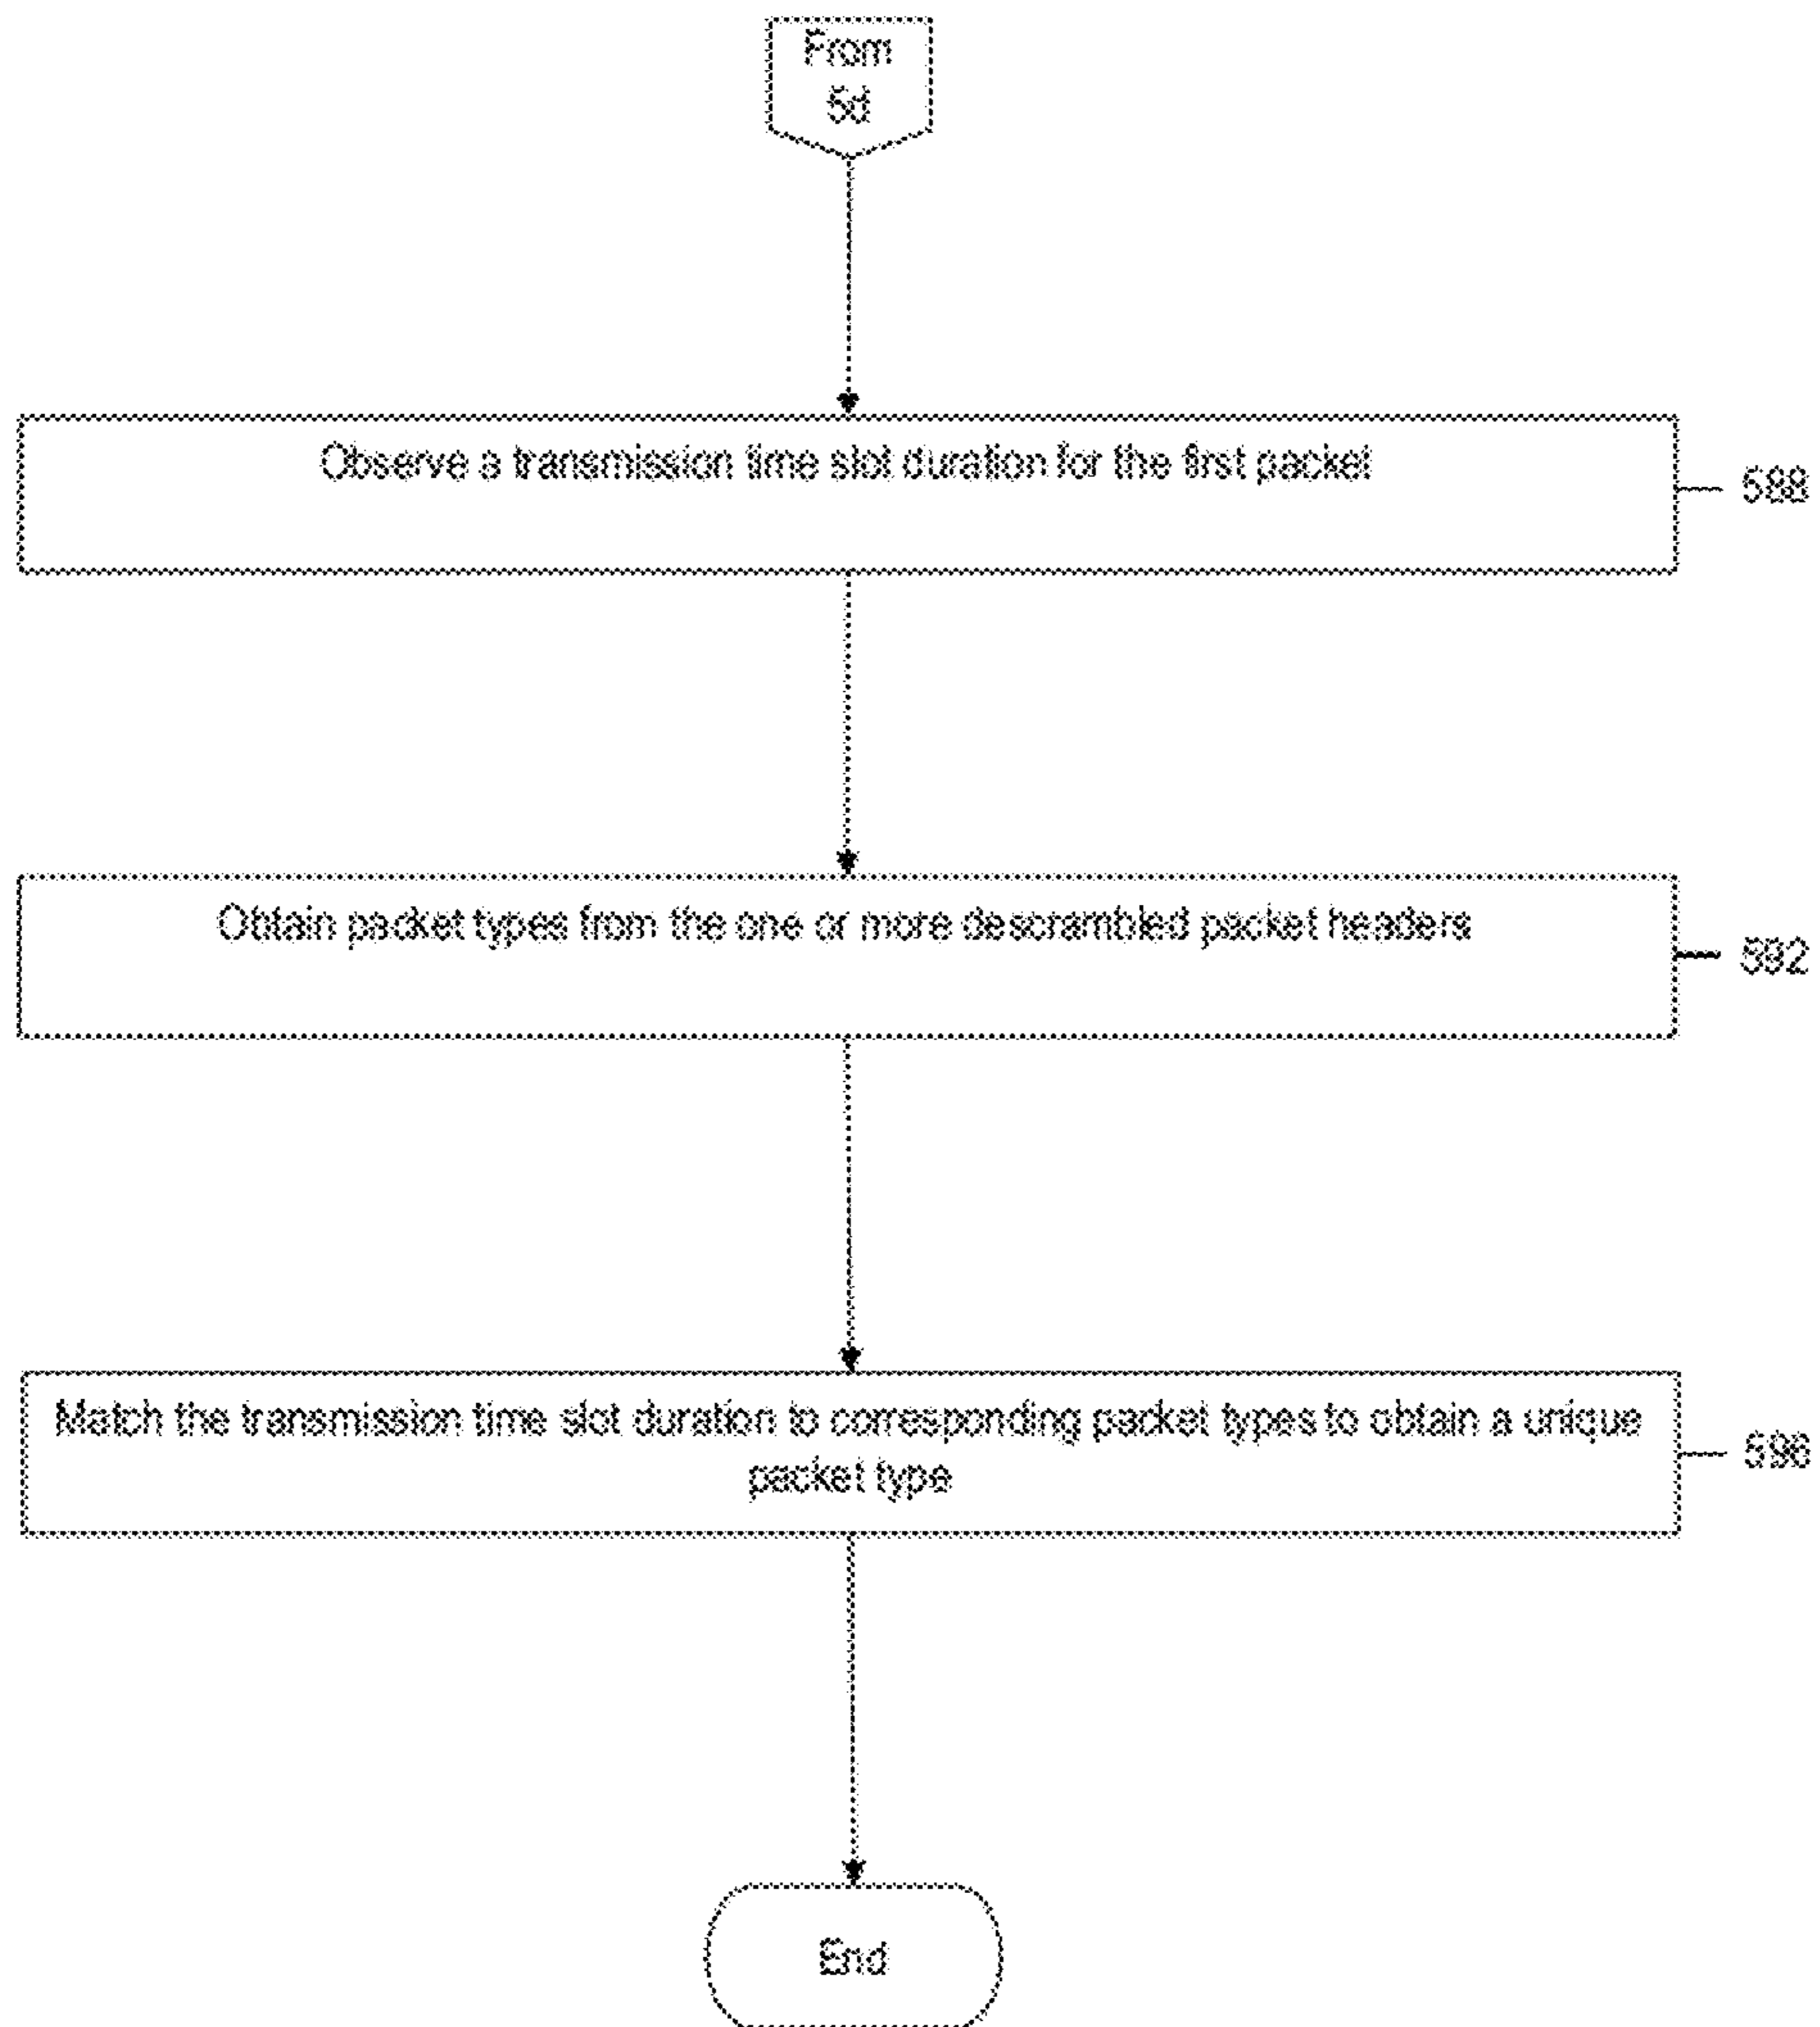 From
5d
Observe a transmission time slot duration for the first packet
588
Obtain packet types from the one or more descrambled packet headers
592
Match the transmission time slot duration to corresponding packet types to obtain a unique
packet type
596
End